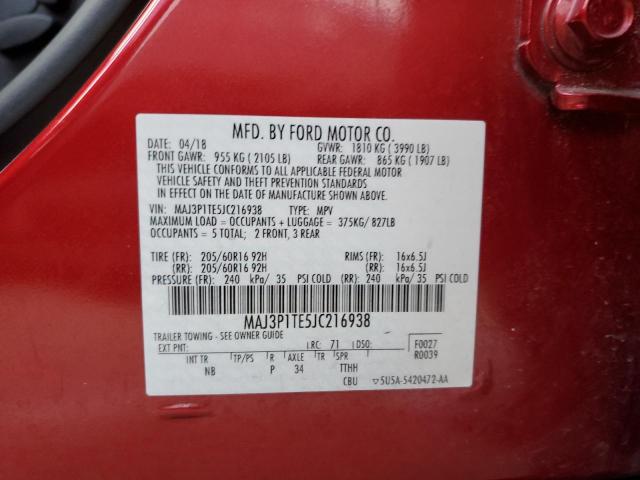 MFD. BY FORD MOTOR CO.
DATE: 04/18 GVWR: 1810 KG ( 3990 LB)
FRONT GAWR: 955 KG ( 2105 LB) REAR GAWR: 865 KG ( 1907 LB)
THIS VEHICLE CONFORMS TO ALL APPLICABLE FEDERAL MOTOR
VEHICLE SAFETY AND THEFT PREVENTION STANDARDS
IN EFFECT ON THE DATE OF MANUFACTURE SHOWN ABOVE.
VIN: MAJ3P1TE5JC216938 TYPE: MPV
MAXIMUM LOAD = OCCUPANTS + LUGGAGE = 375KG/ 827LB
OCCUPANTS = 5 TOTAL; 2 FRONT, 3 REAR
TIRE (FR): 205/60R16 92H RIMS (FR): 16x6.5J
(RR): 205/60R16 92H (RR): 16x6.5J
PRESSURE (FR): 240 kPa/ 35 PSI COLD (RR): 240 kPa/ 35 PSI COLD
MAJ3P1TE5JC216938
TRAILER TOWING - SEE OWNER GUIDE
EXT PNT: RC: 71 DSO: F0027
R0039
INT TR TP/PS R AXLE TR SPR
NB P 34 TTHH
CBU ▽5U5A-5420472-AA